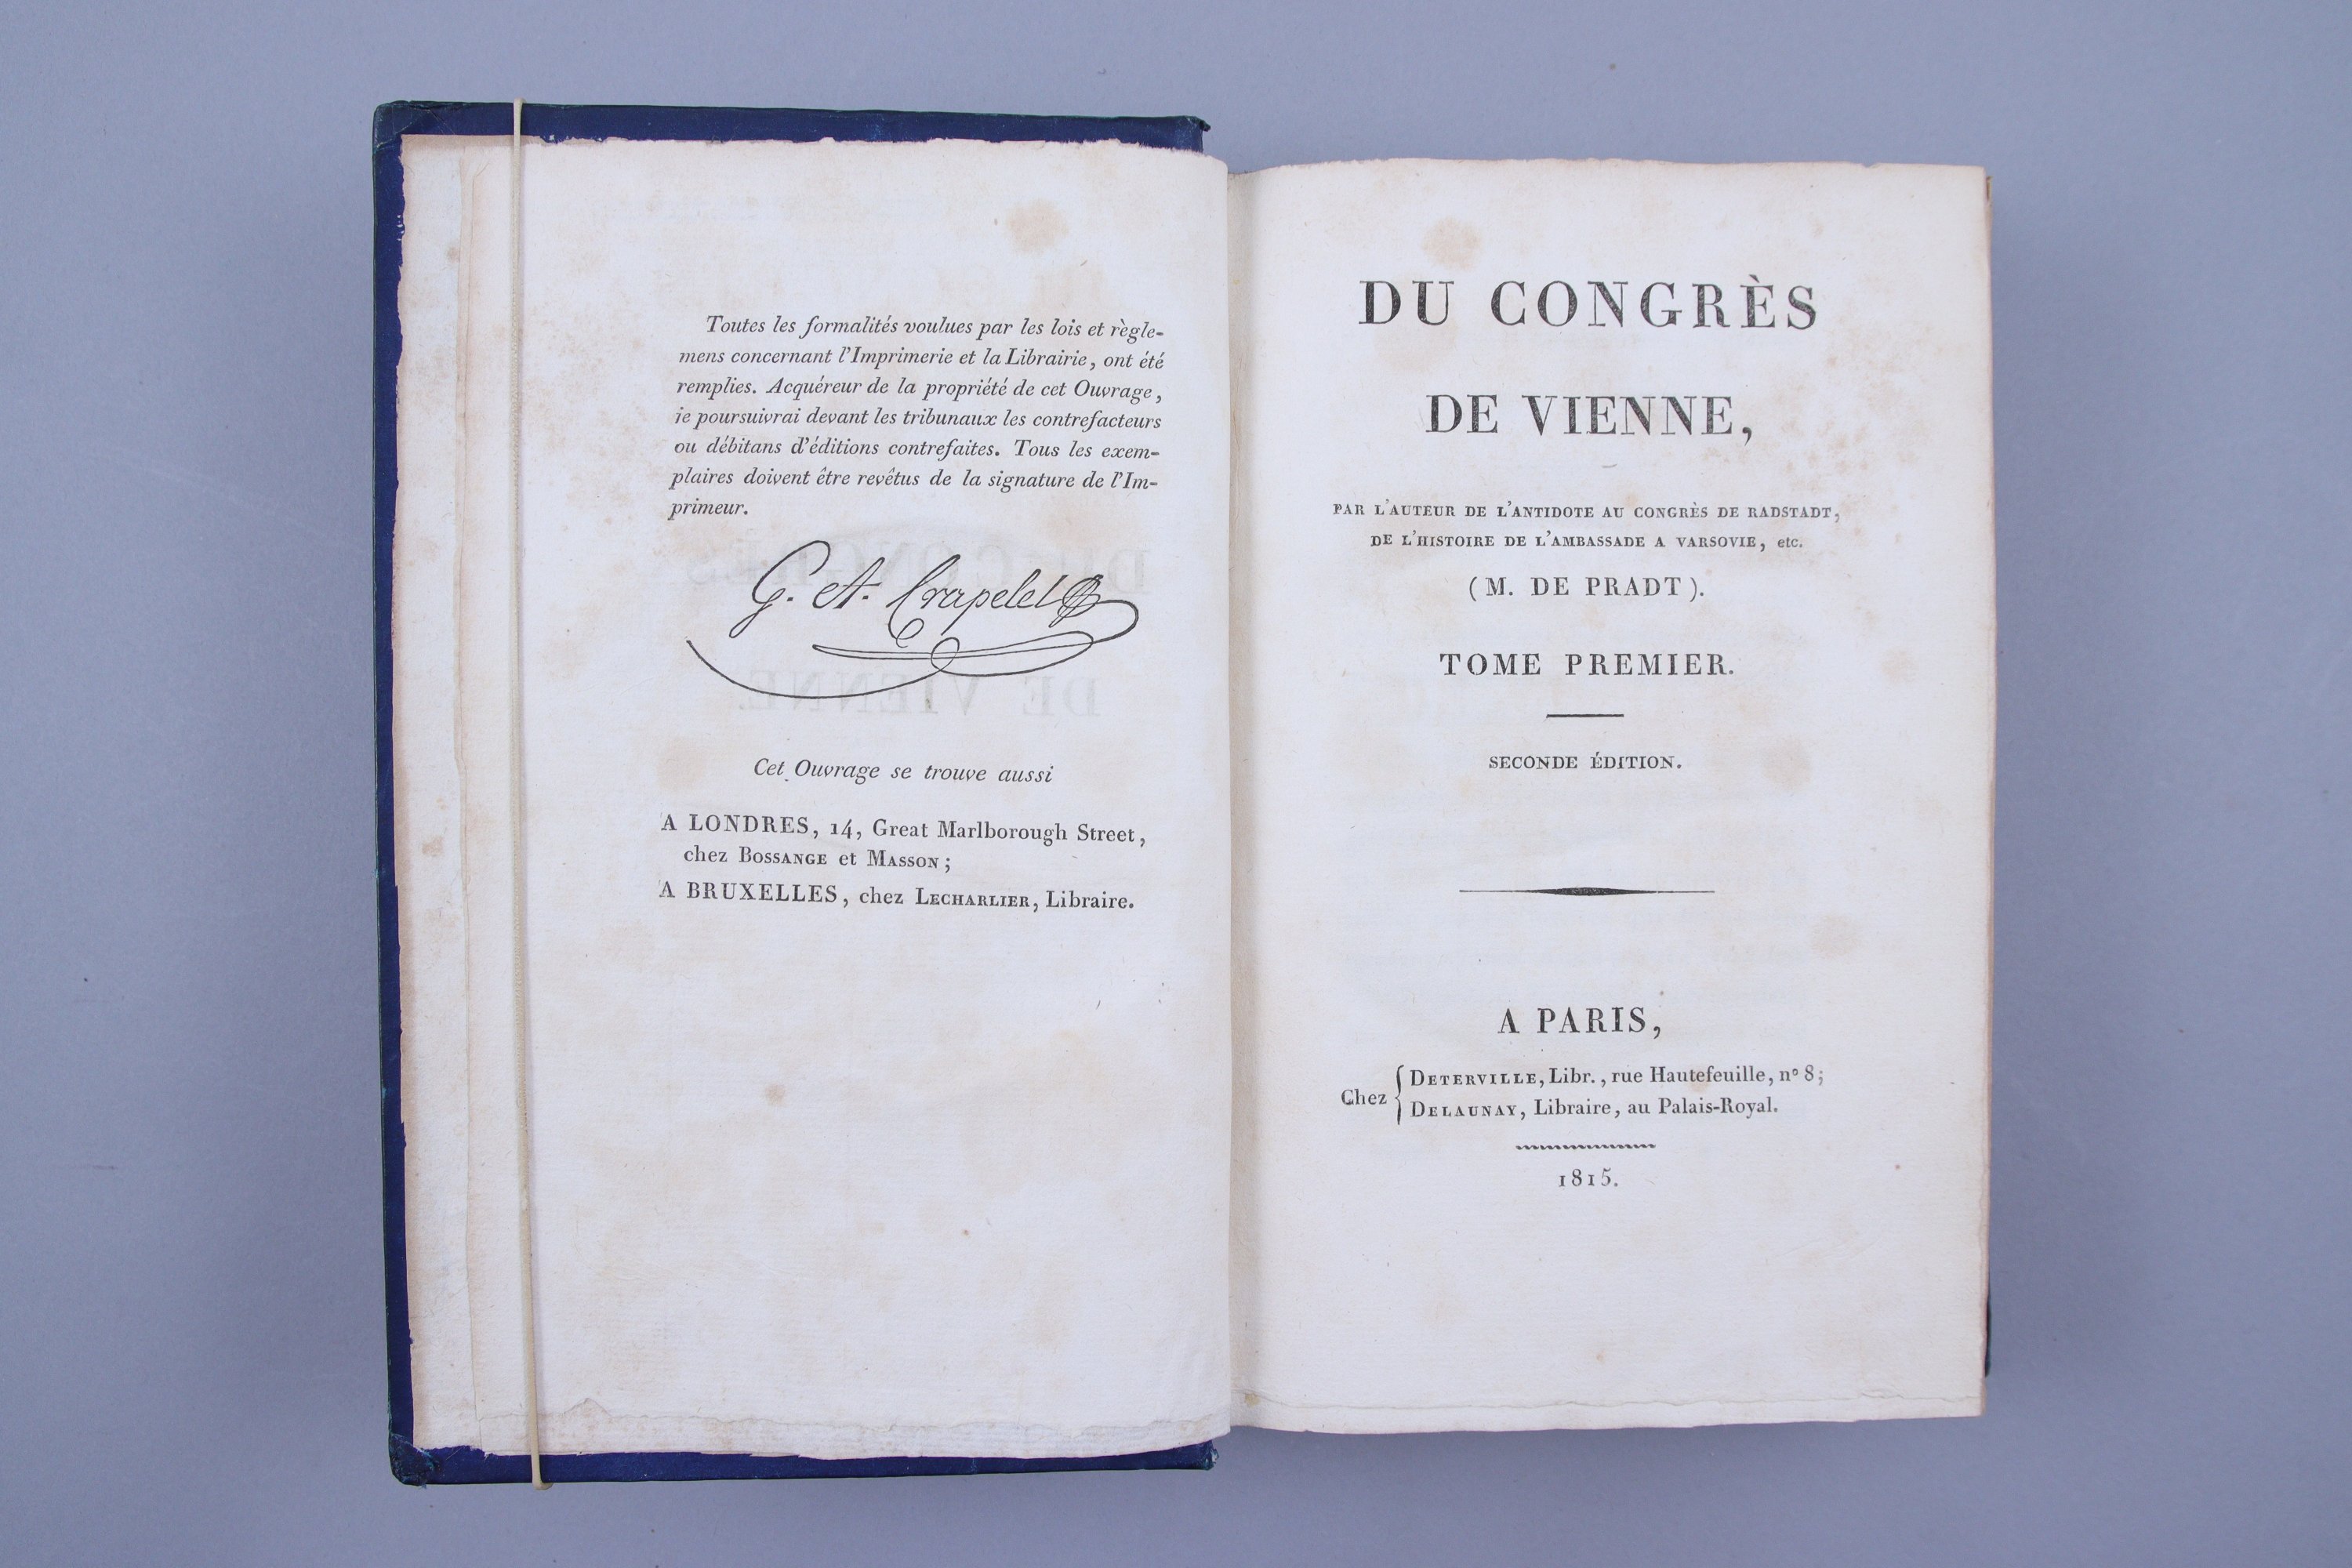 Toutes les formalités voulues par les lois et règle-
mens concernant l'Imprimerie et la Librairie, ont été
remplies. Acquéreur de la propriété de cet Ouvrage,
je poursuivrai devant les tribunaux les contrefacteurs
ou débitans d'éditions contrefaites. Tous les exem-
plaires doivent être revêtus de la signature de l'Im-
primeur.
G. A. Crapelet
Cet Ouvrage se trouve aussi
A LONDRES, 14, Great Marlborough Street,
chez BOSSANGE et MASSON;
A BRUXELLES, chez LECHARLIER, Libraire.
DU CONGRÈS
DE VIENNE,
PAR L'AUTEUR DE L'ANTIDOTE AU CONGRÈS DE RADSTADT,
DE L'HISTOIRE DE L'AMBASSADE A VARSOVIE, etc.
(M. DE PRADT).
TOME PREMIER.
SECONDE ÉDITION.
A PARIS,
Chez { DETERVILLE, Libr., rue Hautefeuille, nº 8;
DELAUNAY, Libraire, au Palais-Royal.
1815.